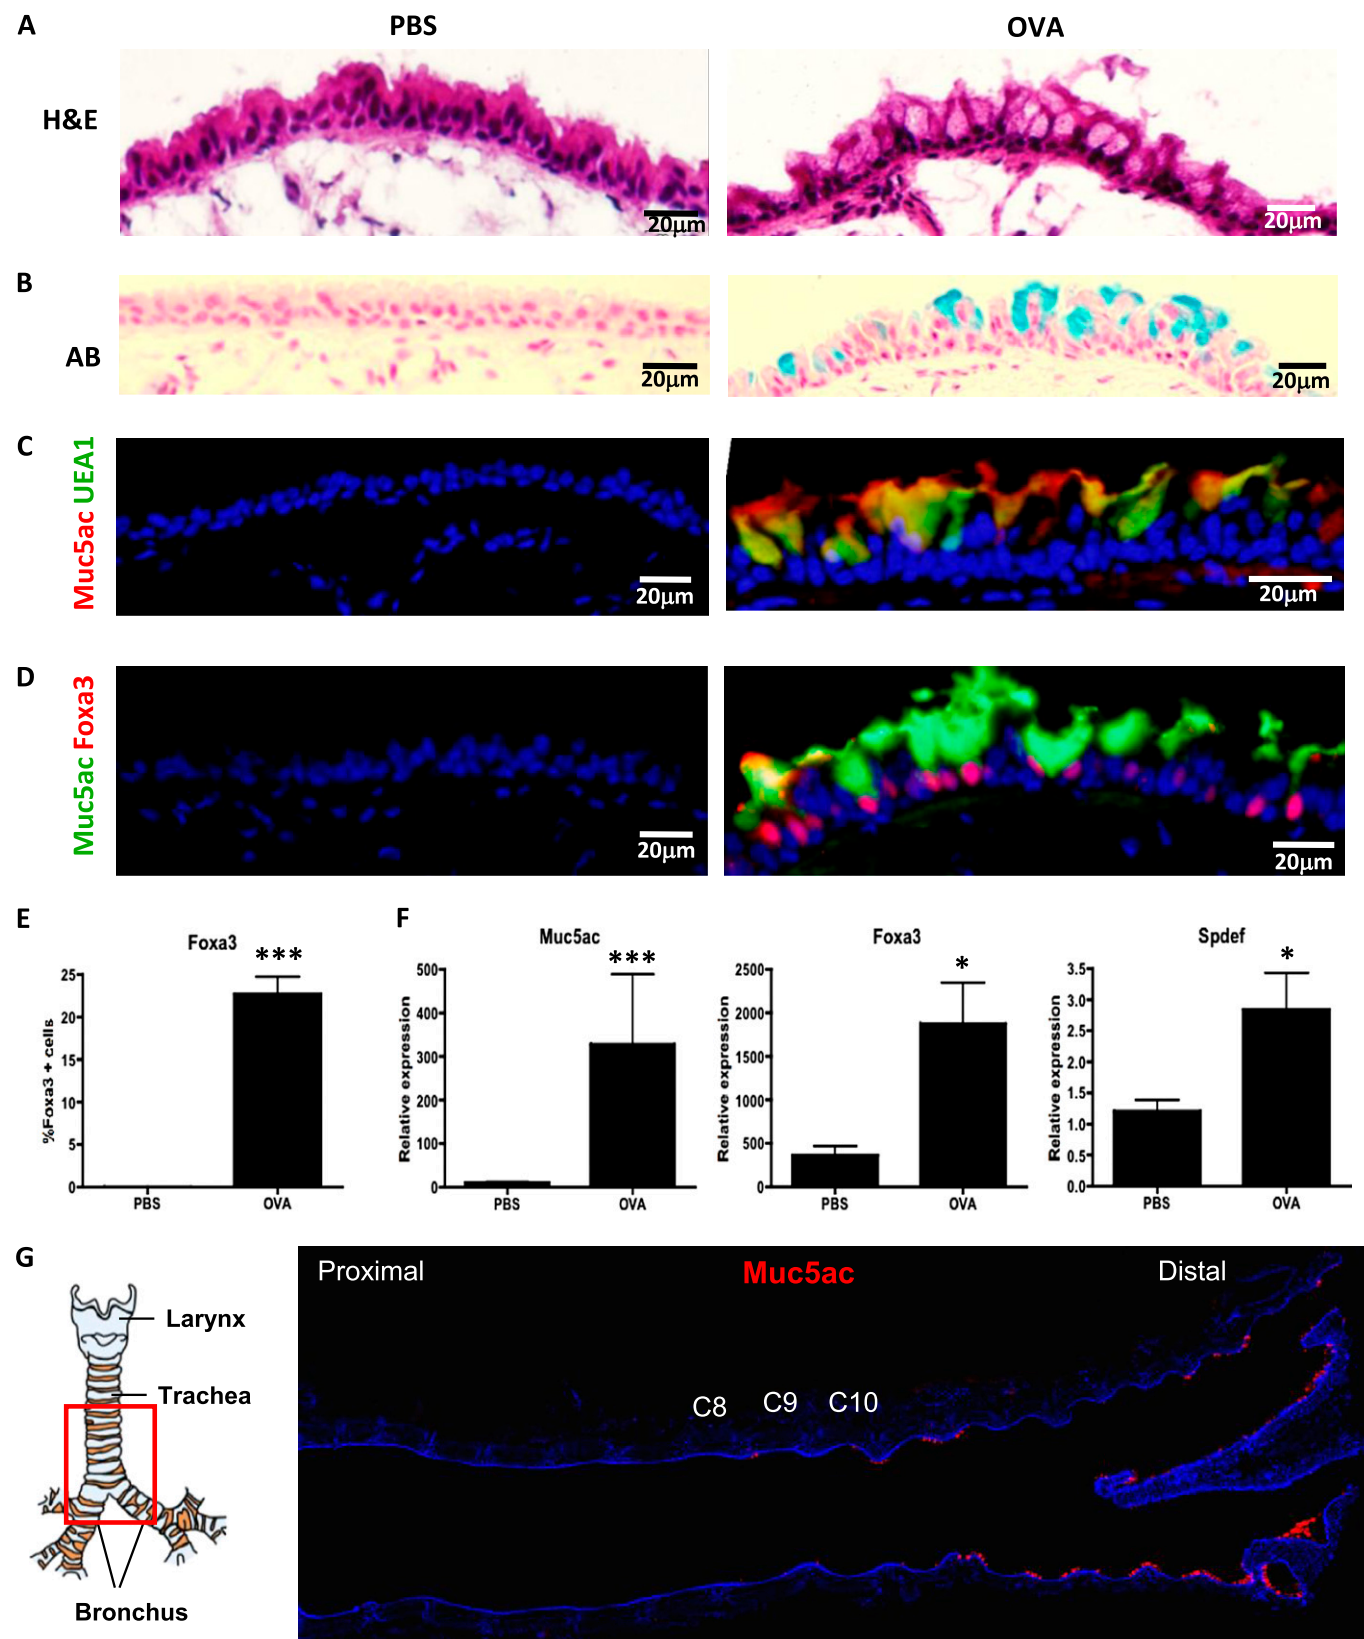 A
PBS
OVA
H&E
20µm
20µm
B
AB
20µm
20µm
C
Muc5ac UEA1
20µm
20µm
D
Muc5ac Foxa3
20µm
20µm
E
Foxa3
***
%Foxa3 + cells
25
20
15
10
5
0
PBS
OVA
F
Muc5ac
***
Relative expression
500
400
300
200
100
0
PBS
OVA
Foxa3
*
Relative expression
2500
2000
1500
1000
500
0
PBS
OVA
Spdef
*
Relative expression
3.5
3.0
2.5
2.0
1.5
1.0
0.5
0.0
PBS
OVA
G
Larynx
Trachea
Bronchus
Proximal
Muc5ac
Distal
C8
C9
C10